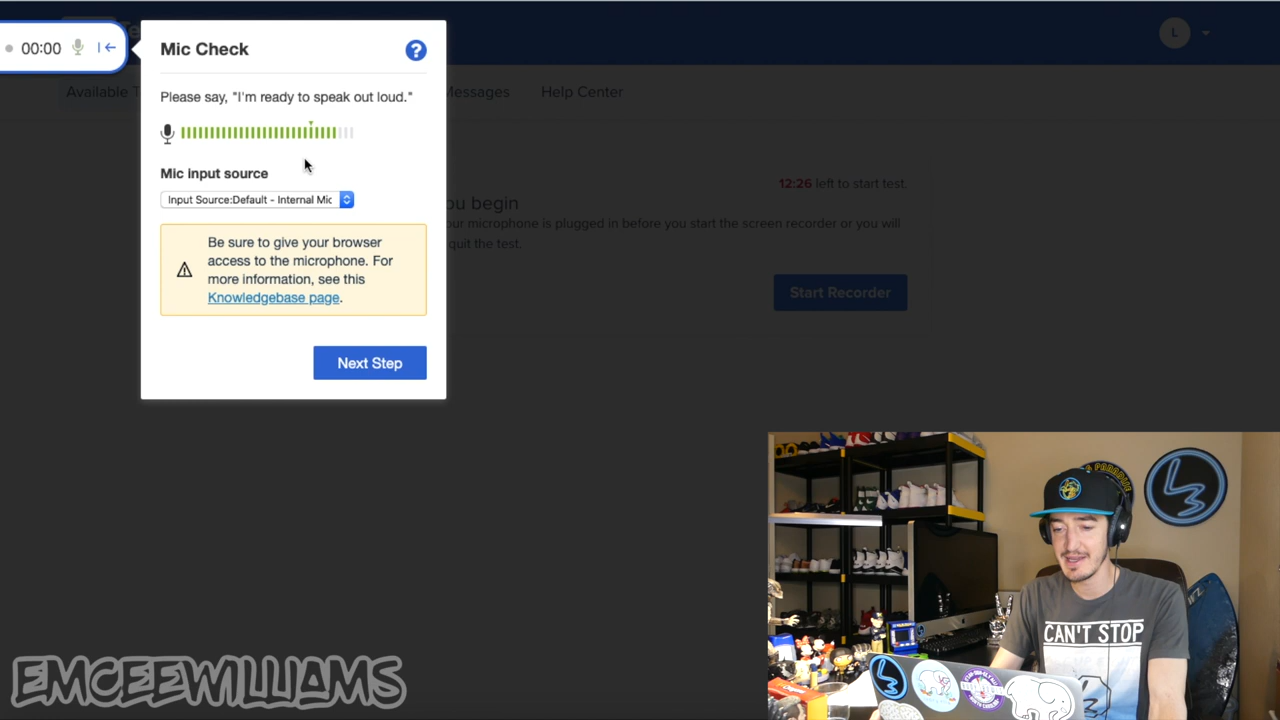 00:00
Mic Check
?
L
Available T
Messages
Help Center
Please say, "I'm ready to speak out loud."
Mic input source
Input Source:Default - Internal Mic
12:26 left to start test.
ou begin
our microphone is plugged in before you start the screen recorder or you will
quit the test.
Be sure to give your browser
access to the microphone. For
more information, see this
Knowledgebase page.
Start Recorder
Next Step
CAN'T STOP
EMCEEWILLIAMS